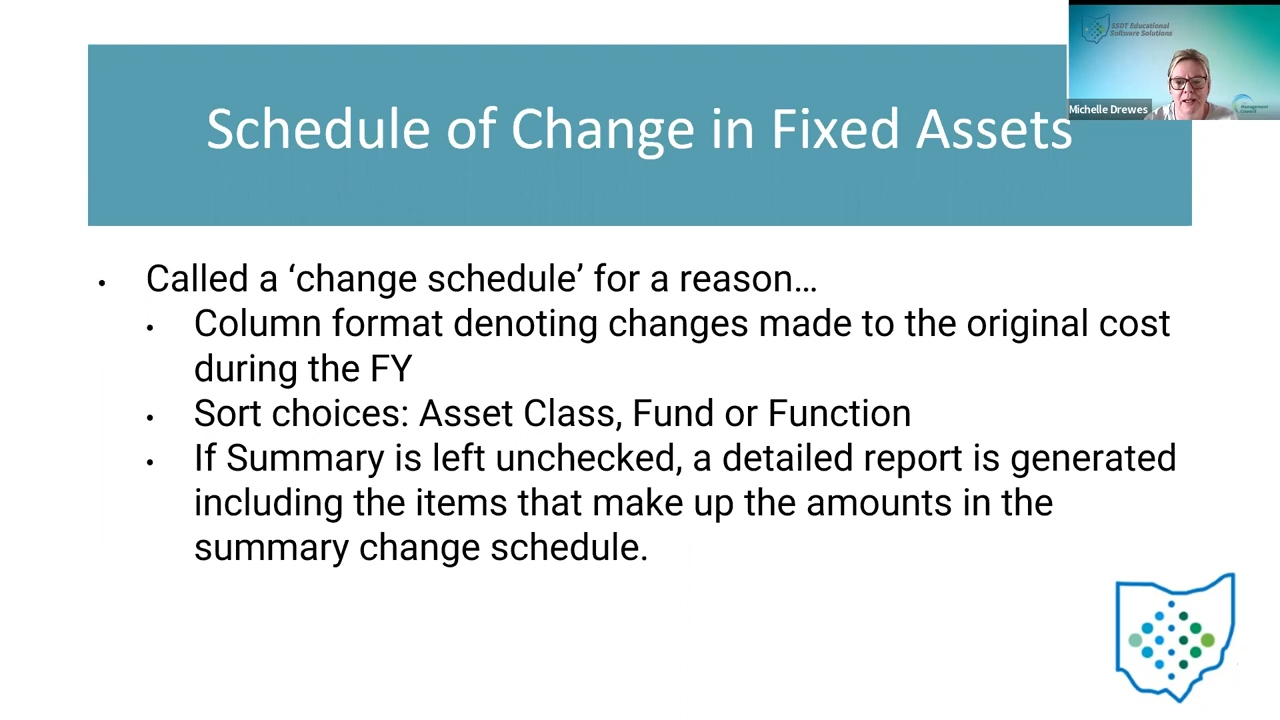 SSDT Educational
Software Solutions
Michelle Drewes
Management
Council
Schedule of Change in Fixed Assets
• Called a ‘change schedule’ for a reason…
• Column format denoting changes made to the original cost
during the FY
• Sort choices: Asset Class, Fund or Function
• If Summary is left unchecked, a detailed report is generated
including the items that make up the amounts in the
summary change schedule.